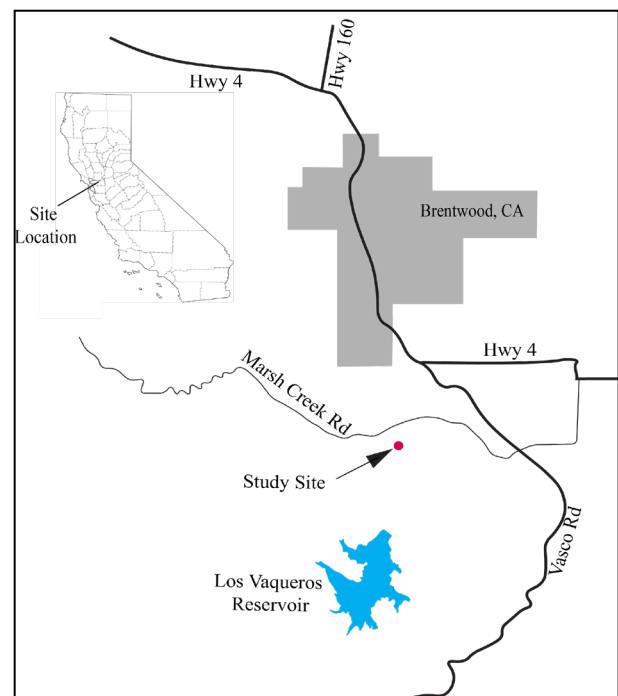 Hwy 160
Hwy 4
Site
Location
Brentwood, CA
Hwy 4
Marsh Creek Rd
Study Site
Vasco Rd
Los Vaqueros
Reservoir